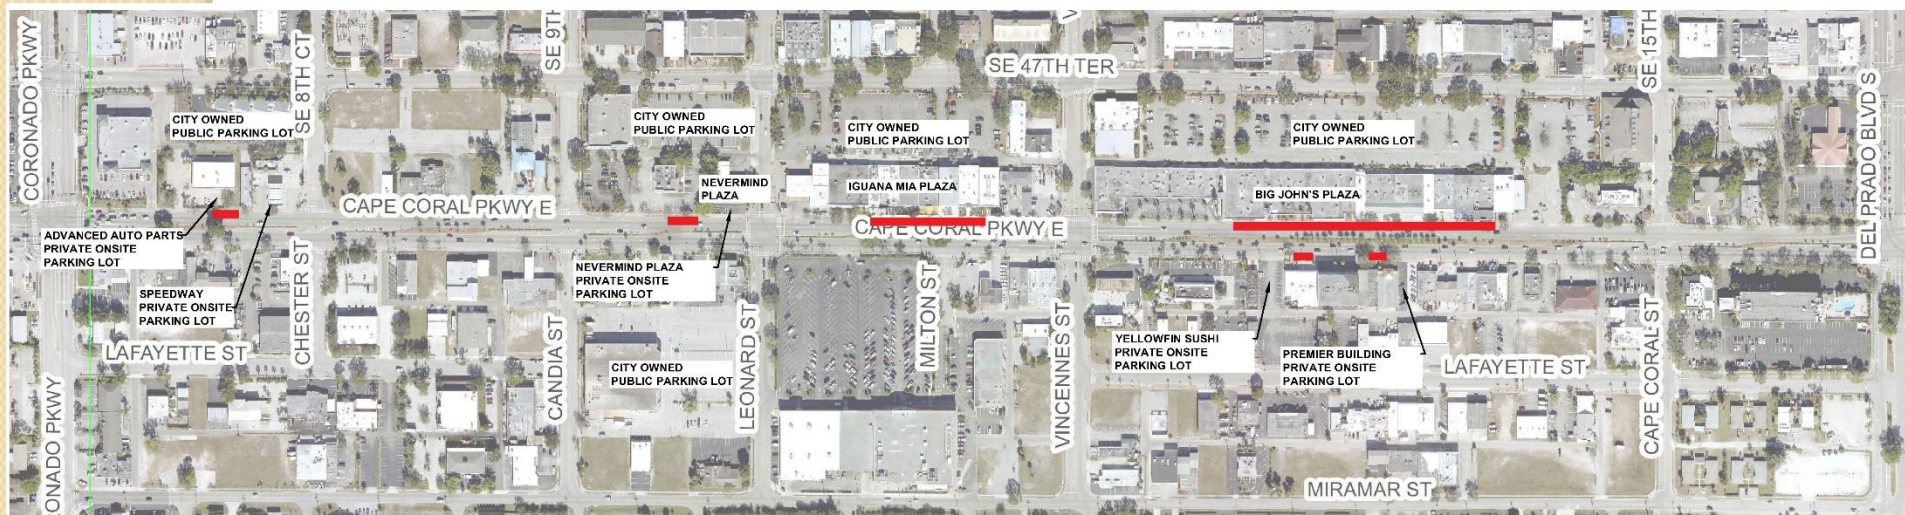 CORONADO PKWY
SE 8TH CT
SE 9TH
SE 47TH TER
SE 15TH
DEL PRADO BLVD S
CITY OWNED
PUBLIC PARKING LOT
CITY OWNED
PUBLIC PARKING LOT
CITY OWNED
PUBLIC PARKING LOT
CITY OWNED
PUBLIC PARKING LOT
NEVERMIND
PLAZA
IGUANA MIA PLAZA
BIG JOHN'S PLAZA
CAPE CORAL PKWY E
CAPE CORAL PKWY E
ADVANCED AUTO PARTS
PRIVATE ONSITE
PARKING LOT
SPEEDWAY
PRIVATE ONSITE
PARKING LOT
CHESTER ST
NEVERMIND PLAZA
PRIVATE ONSITE
PARKING LOT
LEONARD ST
MILTON ST
VINCENNES ST
YELLOWFIN SUSHI
PRIVATE ONSITE
PARKING LOT
PREMIER BUILDING
PRIVATE ONSITE
PARKING LOT
CAPE CORAL ST
LAFAYETTE ST
CANDIA ST
CITY OWNED
PUBLIC PARKING LOT
LAFAYETTE ST
ONADO PKWY
MIRAMAR ST